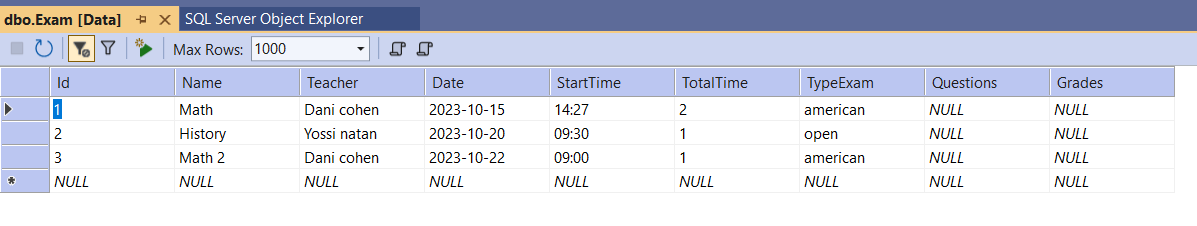 dbo.Exam [Data] SQL Server Object Explorer
Max Rows: 1000
Id Name Teacher Date StartTime TotalTime TypeExam Questions Grades
1 Math Dani cohen 2023-10-15 14:27 2 american NULL NULL
2 History Yossi natan 2023-10-20 09:30 1 open NULL NULL
3 Math 2 Dani cohen 2023-10-22 09:00 1 american NULL NULL
NULL NULL NULL NULL NULL NULL NULL NULL NULL